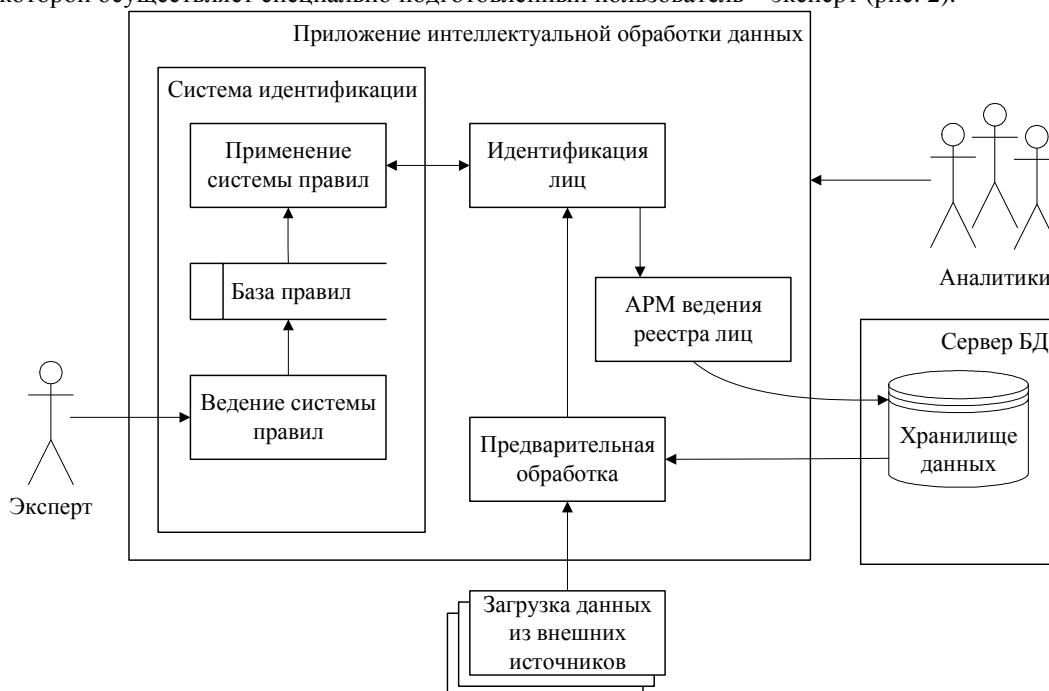 которой осуществляет специально подготовленный пользователь – эксперт (рис. 2).
Приложение интеллектуальной обработки данных
Система идентификации
Применение
системы правил
Идентификация
лиц
База правил
АРМ ведения
реестра лиц
Аналитики
Сервер БД
Ведение системы
правил
Предварительная
обработка
Хранилище
данных
Эксперт
Загрузка данных
из внешних
источников